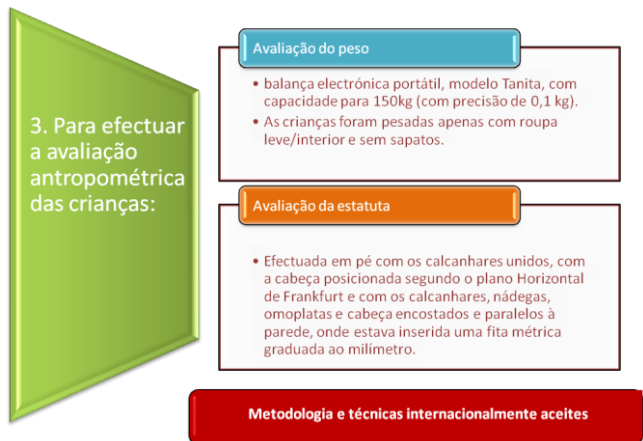 3. Para efectuar
a avaliação
antropométrica
das crianças:
Avaliação do peso
• balança electrónica portátil, modelo Tanita, com
capacidade para 150kg (com precisão de 0,1 kg).
• As crianças foram pesadas apenas com roupa
leve/interior e sem sapatos.
Avaliação da estatuta
• Efectuada em pé com os calcanhares unidos, com
a cabeça posicionada segundo o plano Horizontal
de Frankfurt e com os calcanhares, nádegas,
omoplatas e cabeça encostados e paralelos à
parede, onde estava inserida uma fita métrica
graduada ao milímetro.
Metodologia e técnicas internacionalmente aceites